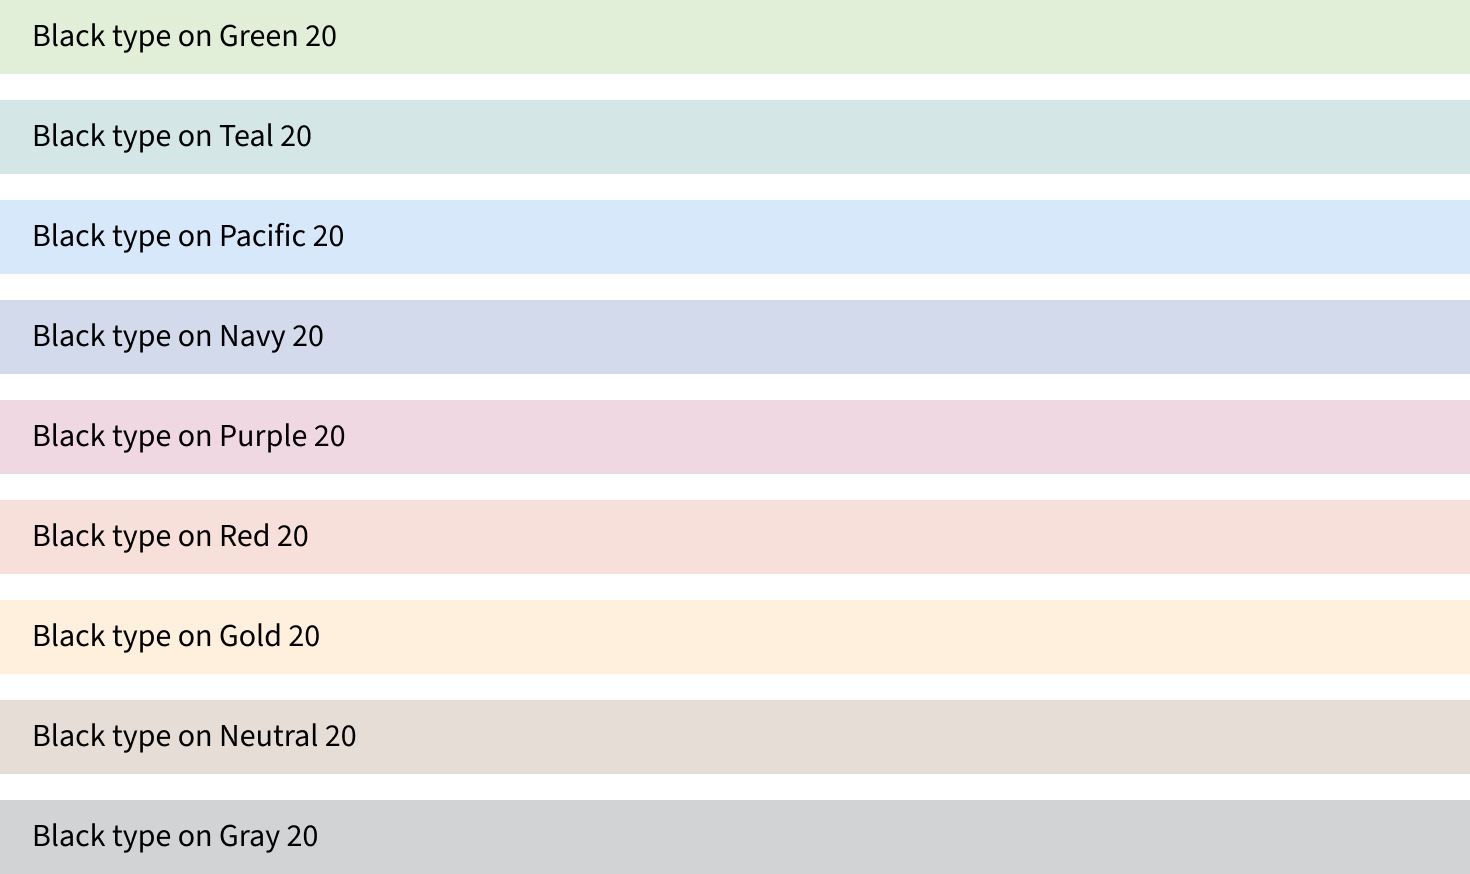 Black type on Green 20
Black type on Teal 20
Black type on Pacific 20
Black type on Navy 20
Black type on Purple 20
Black type on Red 20
Black type on Gold 20
Black type on Neutral 20
Black type on Gray 20